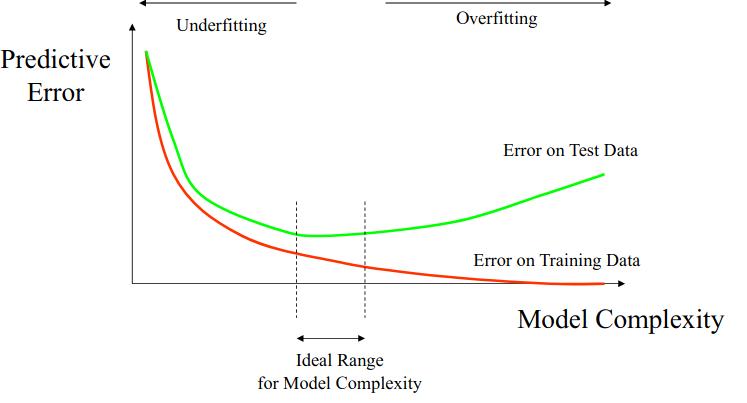 Underfitting
Overfitting
Predictive
Error
Error on Test Data
Error on Training Data
Model Complexity
Ideal Range
for Model Complexity